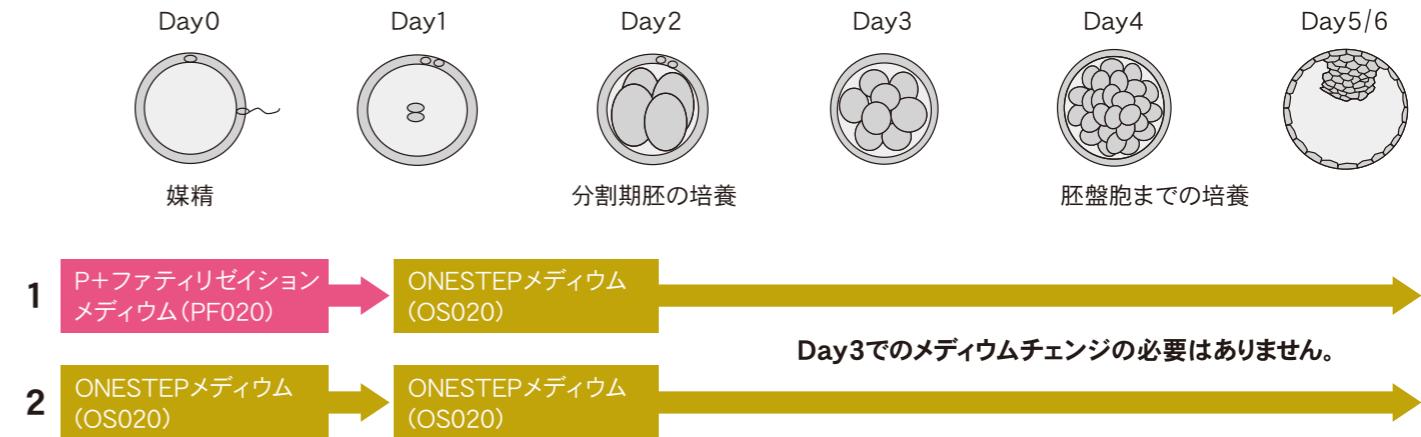 Day0
Day1
Day2
Day3
Day4
Day5/6
媒精
分割期胚の培養
胚盤胞までの培養
1
P+ファティリゼイション
メディウム(PF020)
ONESTEPメディウム
(OS020)
Day3でのメディウムチェンジの必要はありません。
2
ONESTEPメディウム
(OS020)
ONESTEPメディウム
(OS020)